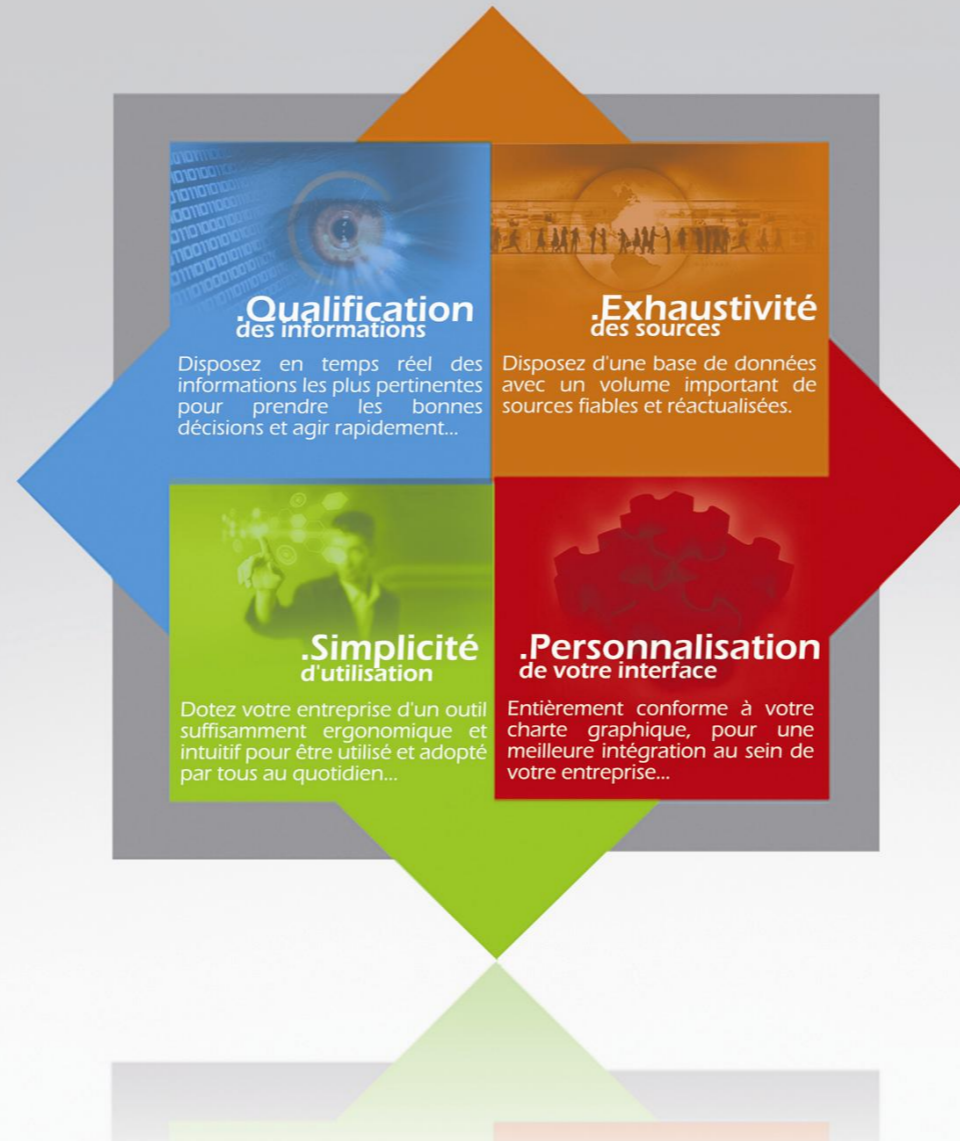 .Qualification
des informations
Disposez en temps réel des
informations les plus pertinentes
pour prendre les bonnes
décisions et agir rapidement...
.Exhaustivité
des sources
Disposez d'une base de données
avec un volume important de
sources fiables et réactualisées.
.Simplicité
d'utilisation
Dotez votre entreprise d'un outil
suffisamment ergonomique et
intuitif pour être utilisé et adopté
par tous au quotidien...
.Personnalisation
de votre interface
Entièrement conforme à votre
charte graphique, pour une
meilleure intégration au sein de
votre entreprise...